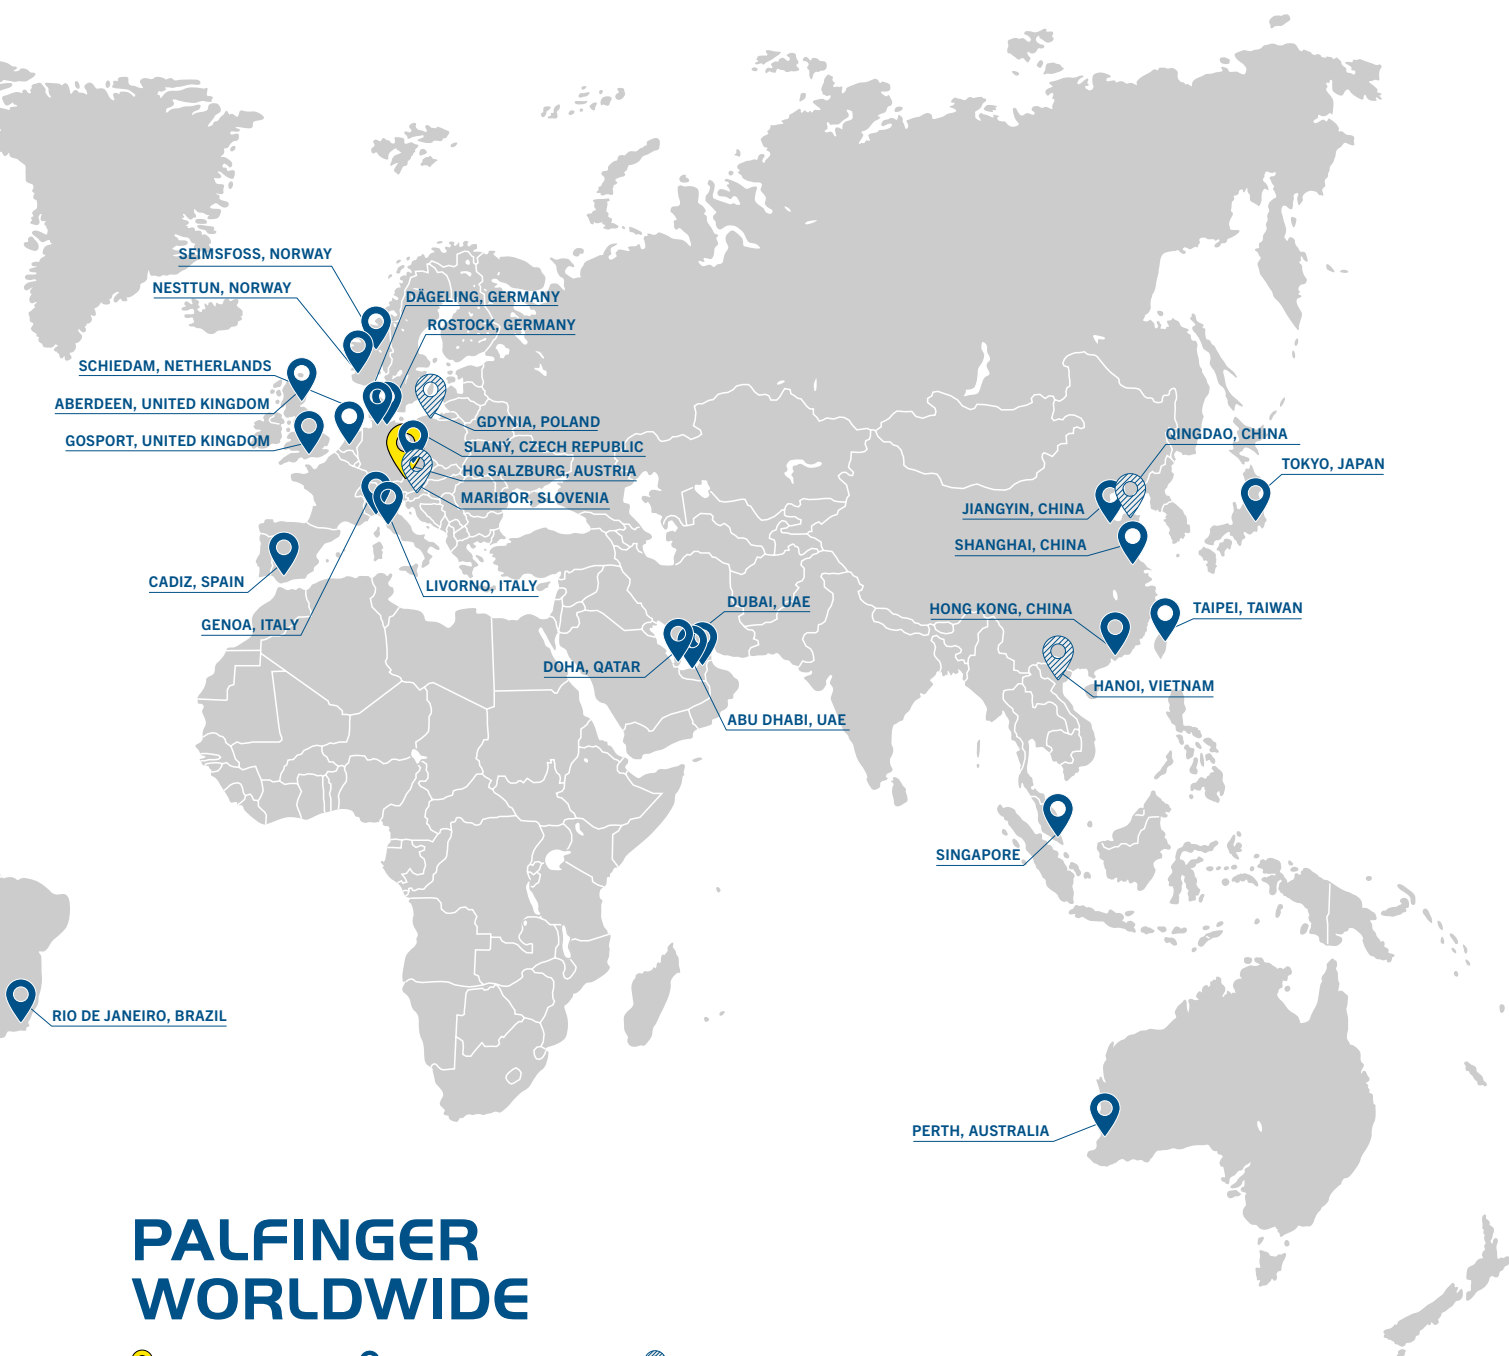 SEIMSFOSS, NORWAY
NESTTUN, NORWAY
DÄGELING, GERMANY
ROSTOCK, GERMANY
SCHIEDAM, NETHERLANDS
ABERDEEN, UNITED KINGDOM
GOSPORT, UNITED KINGDOM
GDYNIA, POLAND
SLANÝ, CZECH REPUBLIC
HQ SALZBURG, AUSTRIA
MARIBOR, SLOVENIA
QINGDAO, CHINA
TOKYO, JAPAN
JIANGYIN, CHINA
SHANGHAI, CHINA
CADIZ, SPAIN
LIVORNO, ITALY
GENOA, ITALY
DUBAI, UAE
HONG KONG, CHINA
TAIPEI, TAIWAN
DOHA, QATAR
HANOI, VIETNAM
ABU DHABI, UAE
SINGAPORE
RIO DE JANEIRO, BRAZIL
PERTH, AUSTRALIA
PALFINGER
WORLDWIDE